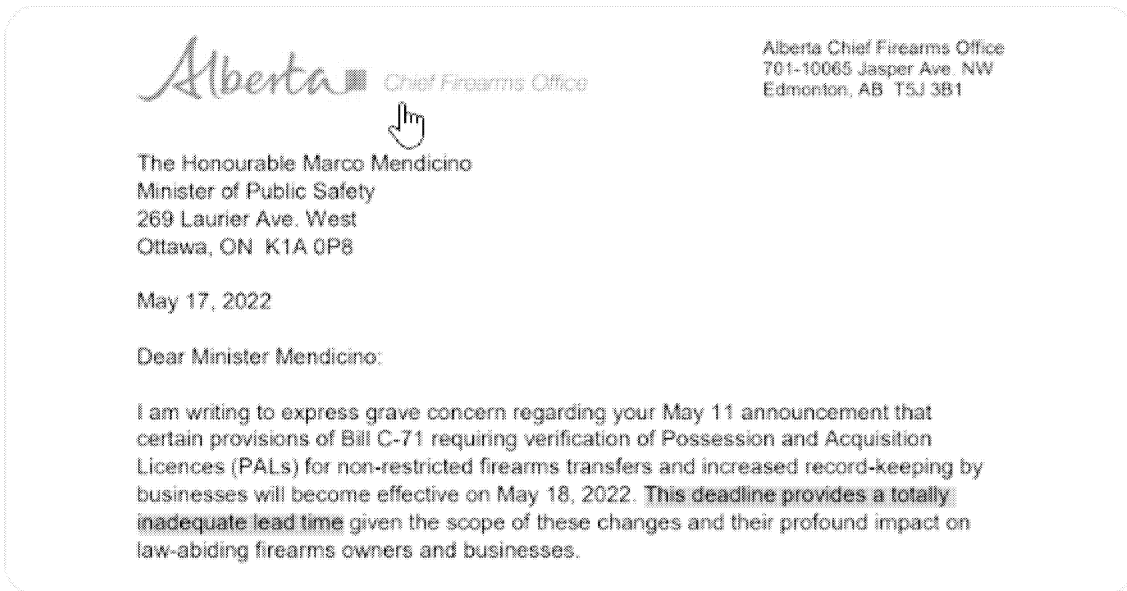 Alberta Chief Firearms Office
Alberta Chief Firearms Office
701-10065 Jasper Ave. NW
Edmonton, AB T5J 3B1
The Honourable Marco Mendicino
Minister of Public Safety
269 Laurier Ave. West
Ottawa, ON K1A 0P8
May 17, 2022
Dear Minister Mendicino:
I am writing to express grave concern regarding your May 11 announcement that
certain provisions of Bill C-71 requiring verification of Possession and Acquisition
Licences (PALs) for non-restricted firearms transfers and increased record-keeping by
businesses will become effective on May 18, 2022. This deadline provides a totally
inadequate lead time given the scope of these changes and their profound impact on
law-abiding firearms owners and businesses.